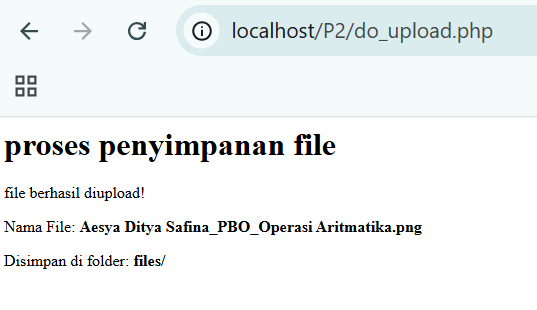 localhost/P2/do_upload.php
proses penyimpanan file
file berhasil diupload!
Nama File: Aesya Ditya Safina_PBO_Operasi Aritmatika.png
Disimpan di folder: files/